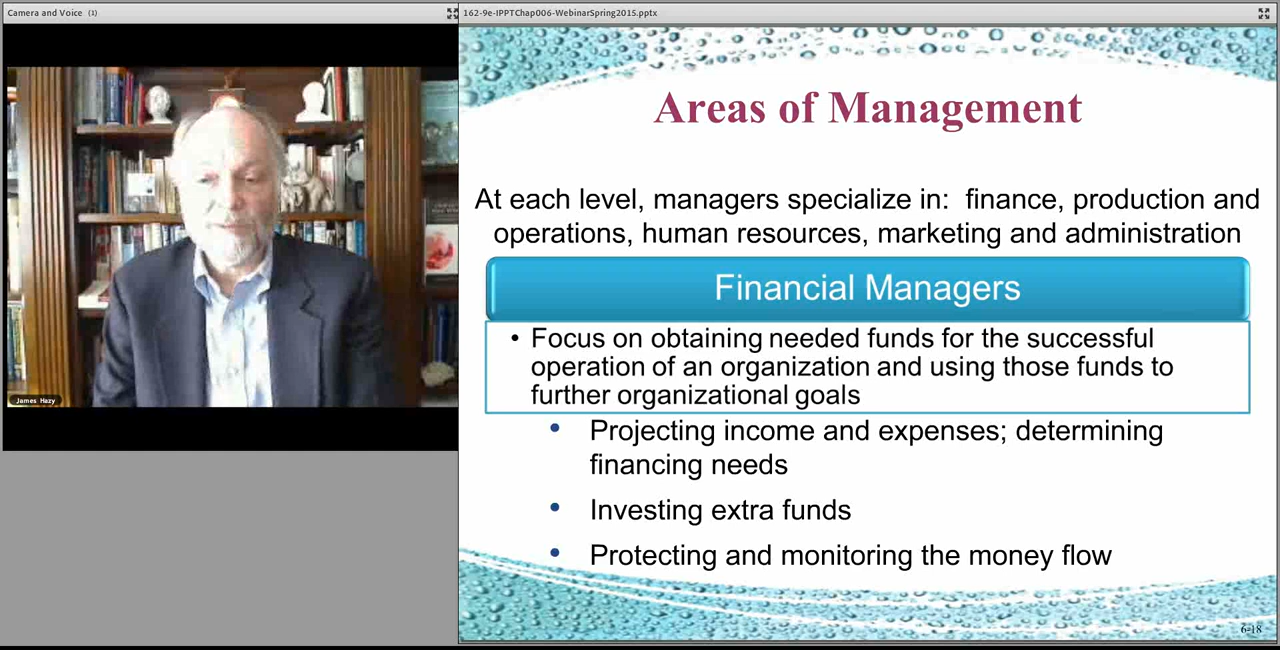 Camera and Voice (1)
162-9e-IPPTChap006-WebinarSpring2015.pptx
James Hazy
Areas of Management
At each level, managers specialize in: finance, production and
operations, human resources, marketing and administration
Financial Managers
• Focus on obtaining needed funds for the successful
operation of an organization and using those funds to
further organizational goals
• Projecting income and expenses; determining
financing needs
• Investing extra funds
• Protecting and monitoring the money flow
6-18